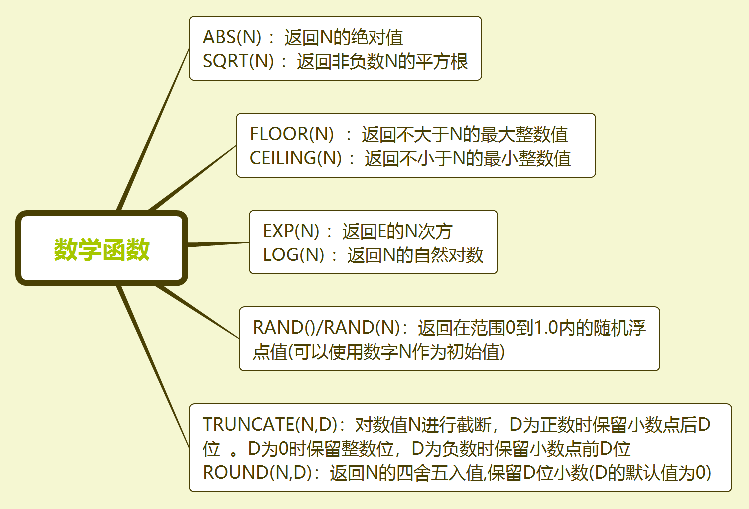 ABS(N) ：返回N的绝对值
SQRT(N) ：返回非负数N的平方根
FLOOR(N) ：返回不大于N的最大整数值
CEILING(N) ：返回不小于N的最小整数值
数学函数
EXP(N) ：返回E的N次方
LOG(N) ：返回N的自然对数
RAND()/RAND(N)：返回在范围0到1.0内的随机浮
点值(可以使用数字N作为初始值)
TRUNCATE(N,D)：对数值N进行截断，D为正数时保留小数点后D
位 。D为0时保留整数位，D为负数时保留小数点前D位
ROUND(N,D)：返回N的四舍五入值,保留D位小数(D的默认值为0)